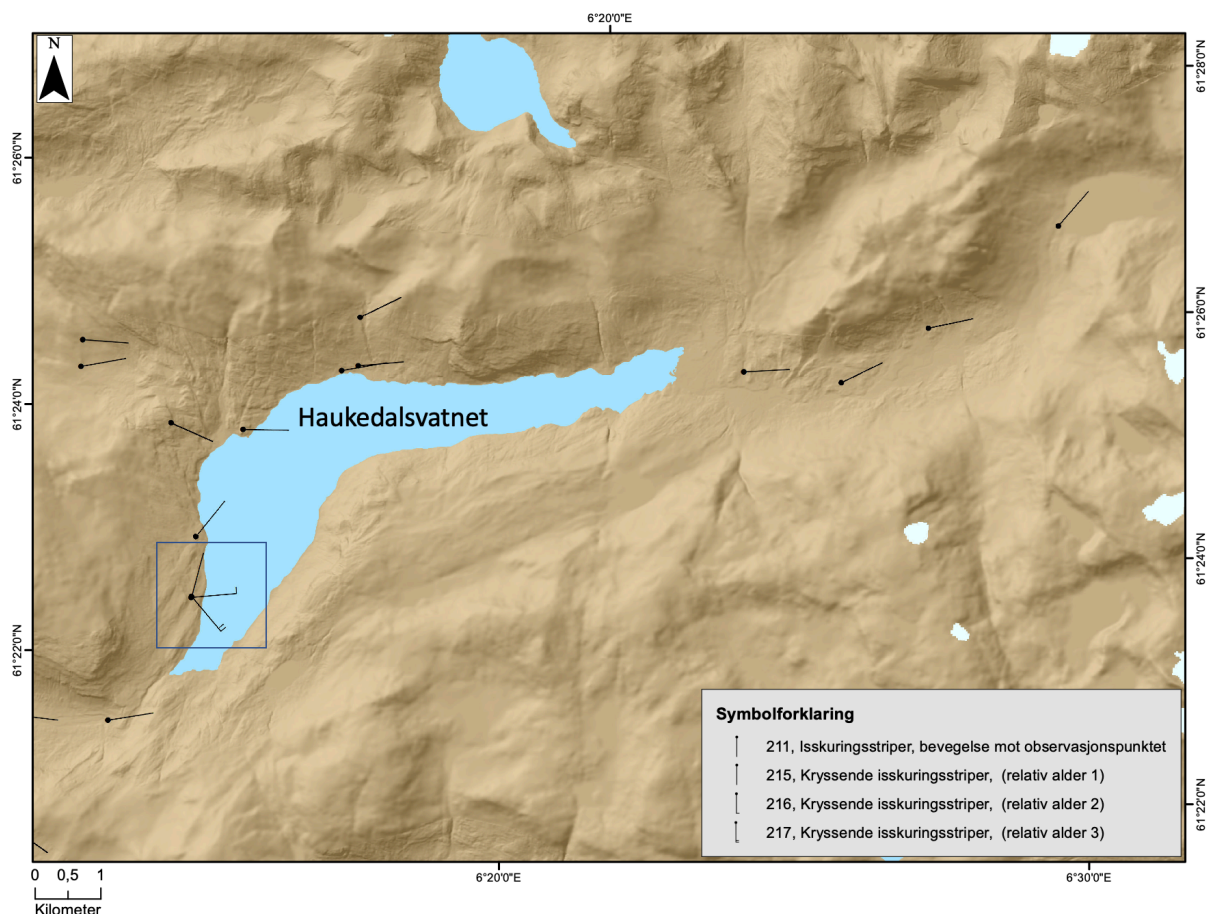 6°20'0"E
N
61°28'0"N
61°26'0"N
61°26'0"N
61°24'0"N
Haukedalsvatnet
61°24'0"N
61°22'0"N
Symbolforklaring
211, Isskuringsstriper, bevegelse mot observasjonspunktet
215, Kryssende isskuringsstriper, (relativ alder 1)
216, Kryssende isskuringsstriper, (relativ alder 2)
217, Kryssende isskuringsstriper, (relativ alder 3)
61°22'0"N
0 0,5 1
Kilometer
6°20'0"E
6°30'0"E